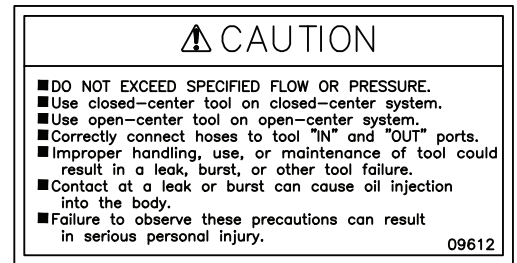 ⚠ CAUTION
■DO NOT EXCEED SPECIFIED FLOW OR PRESSURE.
■Use closed-center tool on closed-center system.
■Use open-center tool on open-center system.
■Correctly connect hoses to tool "IN" and "OUT" ports.
■Improper handling, use, or maintenance of tool could
result in a leak, burst, or other tool failure.
■Contact at a leak or burst can cause oil injection
into the body.
■Failure to observe these precautions can result
in serious personal injury.
09612